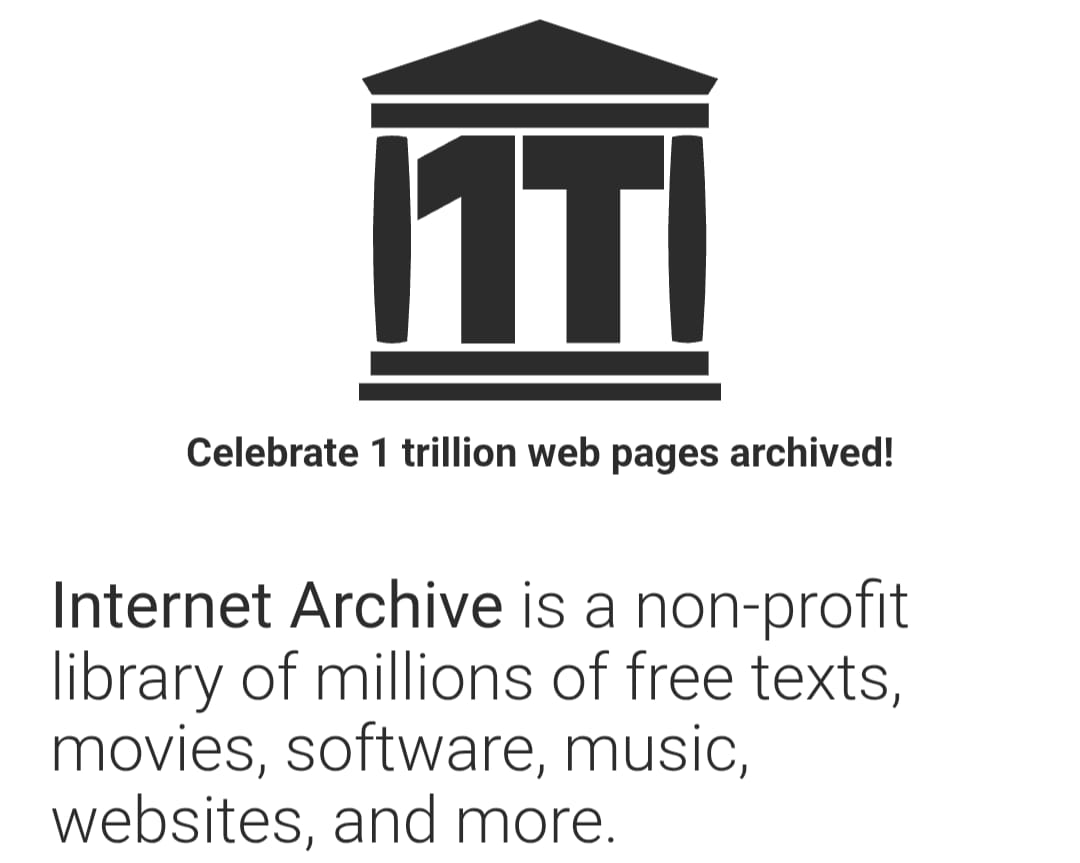 1T
Celebrate 1 trillion web pages archived!
Internet Archive is a non-profit
library of millions of free texts,
movies, software, music,
websites, and more.